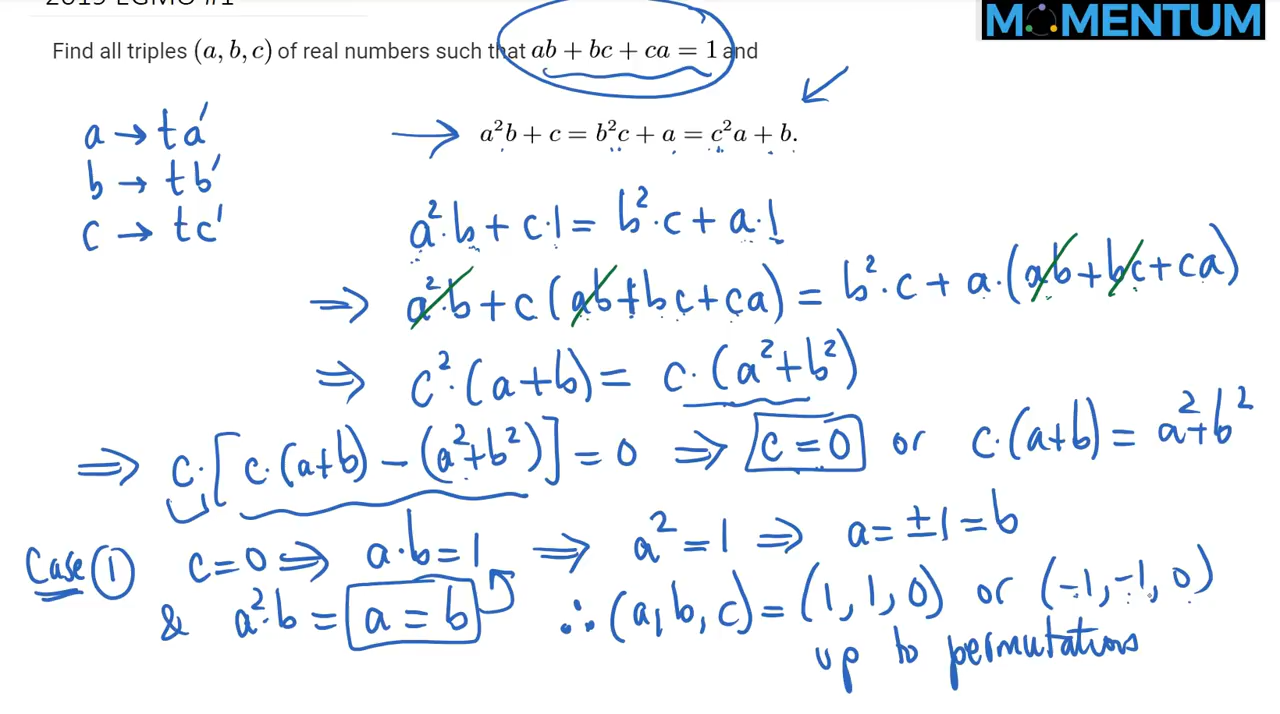 2019 EGMO #1
MOMENTUM
Find all triples (a, b, c) of real numbers such that ab + bc + ca = 1 and
a²b + c = b²c + a = c²a + b.
a → ta′
b → tb′
c → tc′
a²·b + c·1 = b²·c + a·1
⇒ a²·b + c(ab + bc + ca) = b²·c + a·(ab + bc + ca)
⇒ c²·(a+b) = c·(a²+b²)
⇒ c·[c·(a+b) − (a²+b²)] = 0 ⇒ c = 0 or c·(a+b) = a²+b²
Case ① c=0 ⇒ a·b=1 ⇒ a²=1 ⇒ a=±1=b
& a²·b = a = b ∴ (a,b,c) = (1,1,0) or (-1,-1,0)
up to permutations